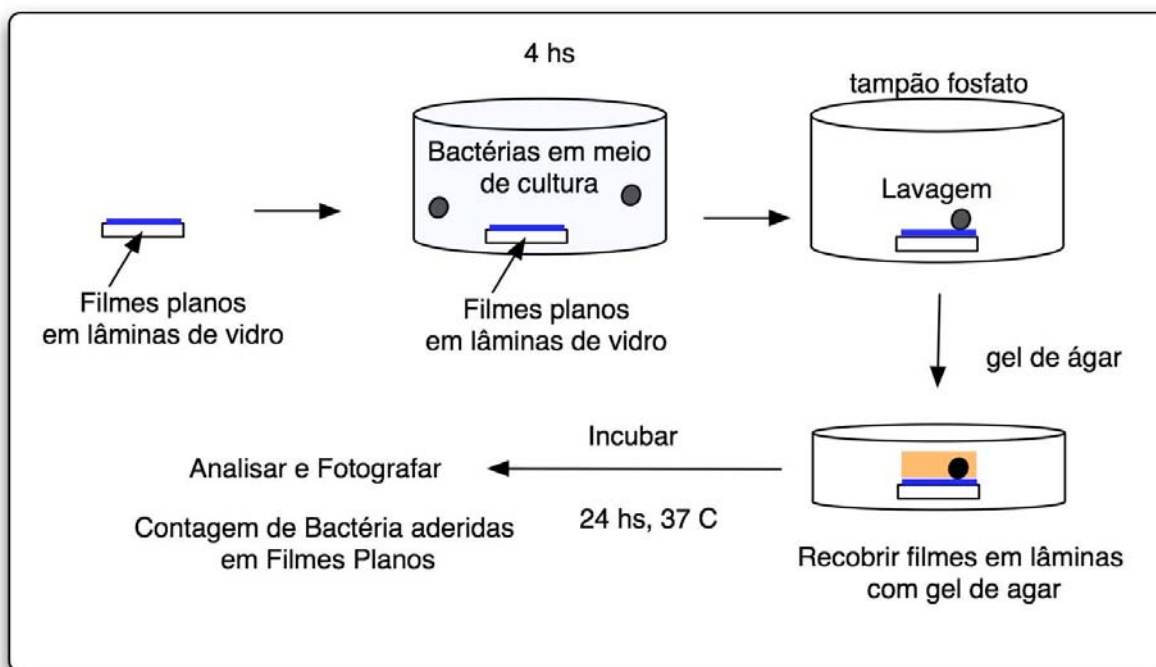 4 hs
tampão fosfato
Bactérias em meio
de cultura
Lavagem
Filmes planos
em lâminas de vidro
Filmes planos
em lâminas de vidro
gel de ágar
Incubar
Analisar e Fotografar
24 hs, 37 C
Contagem de Bactéria aderidas
em Filmes Planos
Recobrir filmes em lâminas
com gel de agar